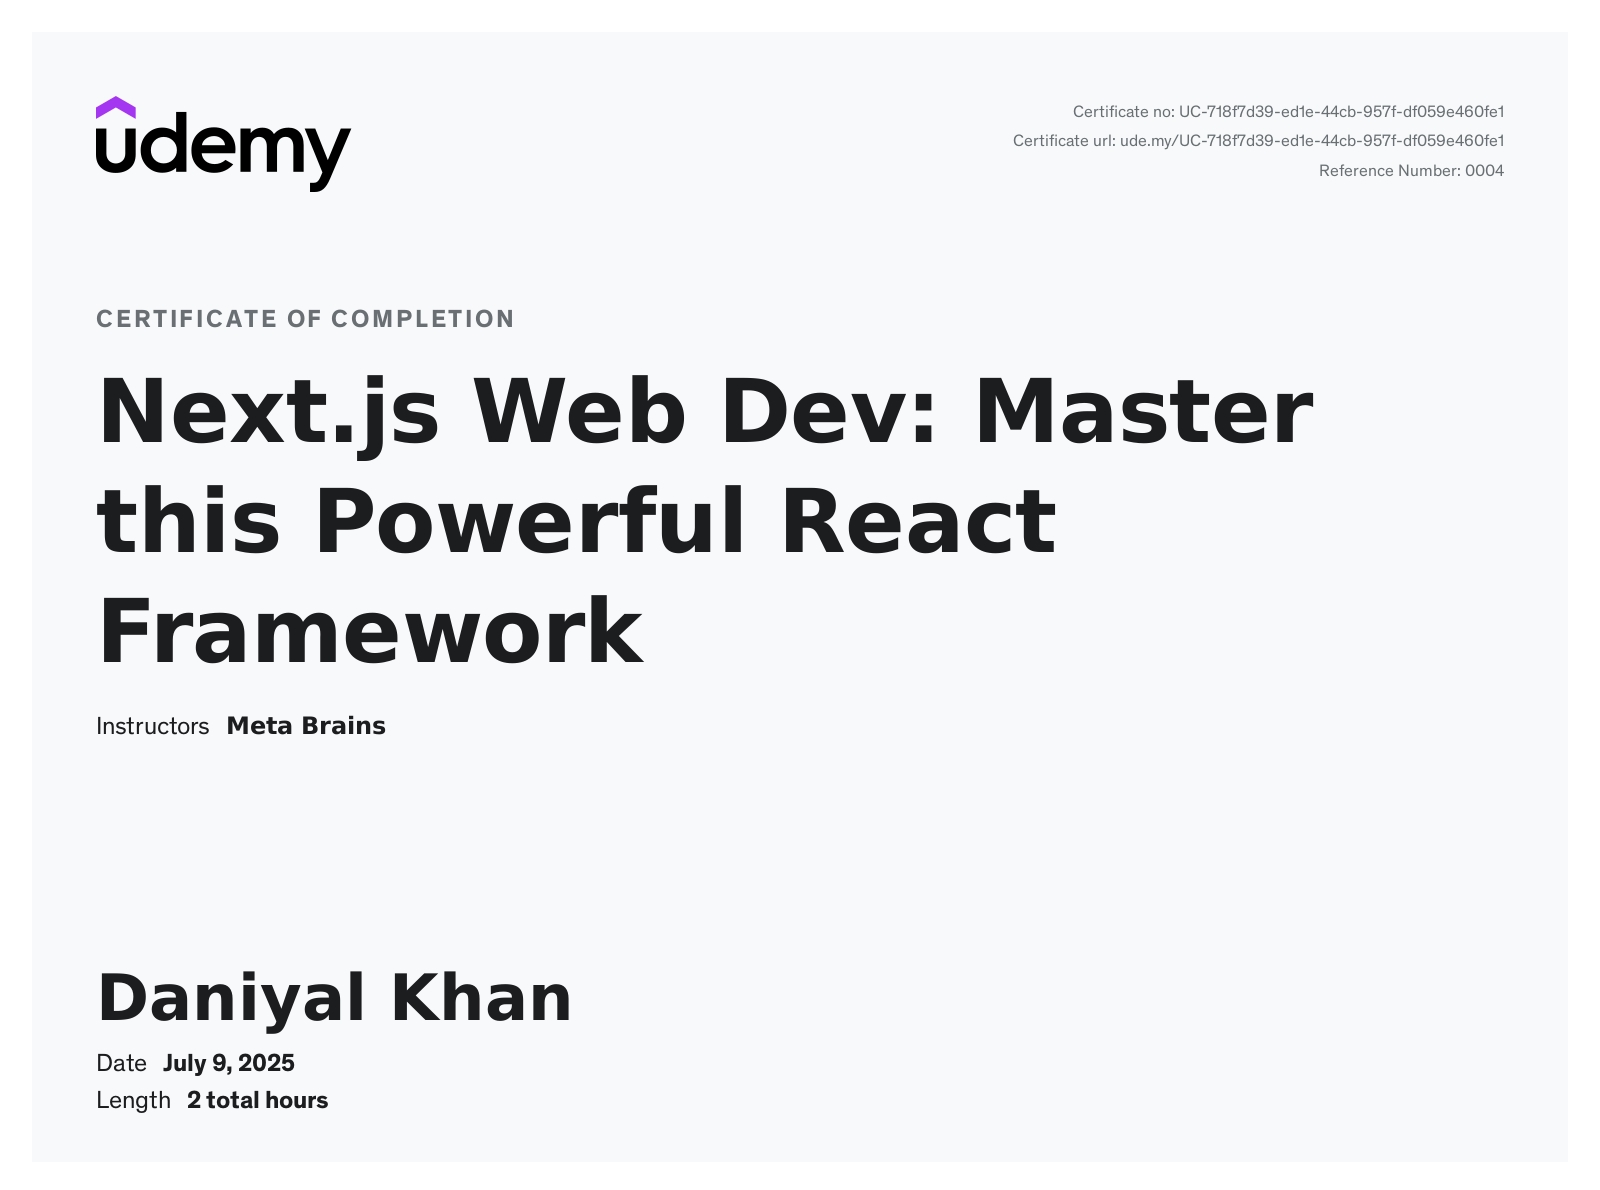 udemy
Certificate no: UC-718f7d39-ed1e-44cb-957f-df059e460fe1
Certificate url: ude.my/UC-718f7d39-ed1e-44cb-957f-df059e460fe1
Reference Number: 0004
CERTIFICATE OF COMPLETION
Next.js Web Dev: Master
this Powerful React
Framework
Instructors Meta Brains
Daniyal Khan
Date July 9, 2025
Length 2 total hours